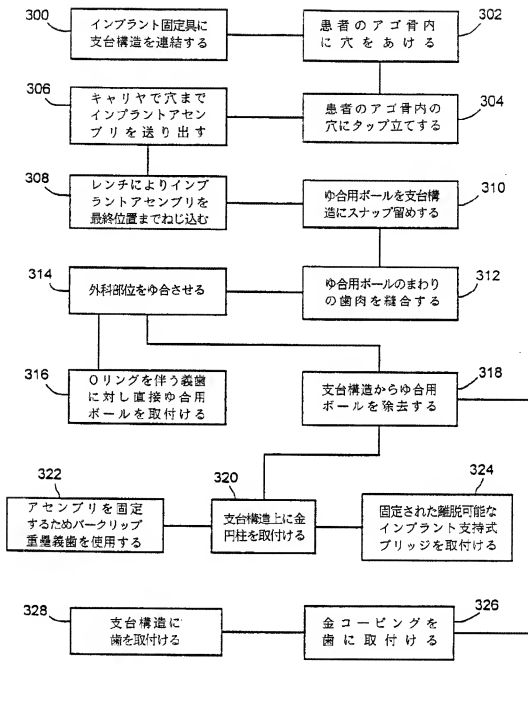 300
インプラント固定具に
支台構造を連結する
302
患者のアゴ骨内
に穴をあける
306
キャリヤで穴まで
インプラントアセン
ブリを送り出す
304
患者のアゴ骨内の
穴にタップ立てする
308
レンチによりインプ
ラントアセンブリを
最終位置までねじ込む
310
ゆ合用ボールを支台構
造にスナップ留めする
314
外科部位をゆ合させる
312
ゆ合用ボールのまわり
の歯肉を縫合する
316
Oリングを伴う義歯
に対し直接ゆ合用
ボールを取付ける
318
支台構造からゆ合用
ボールを除去する
322
アセンブリを固定
するためバークリップ
重畳義歯を使用する
320
支台構造上に金
円柱を取付ける
324
固定された離脱可能な
インプラント支持式
ブリッジを取付ける
328
支台構造に
歯を取付ける
326
金コーピングを
歯に取付ける